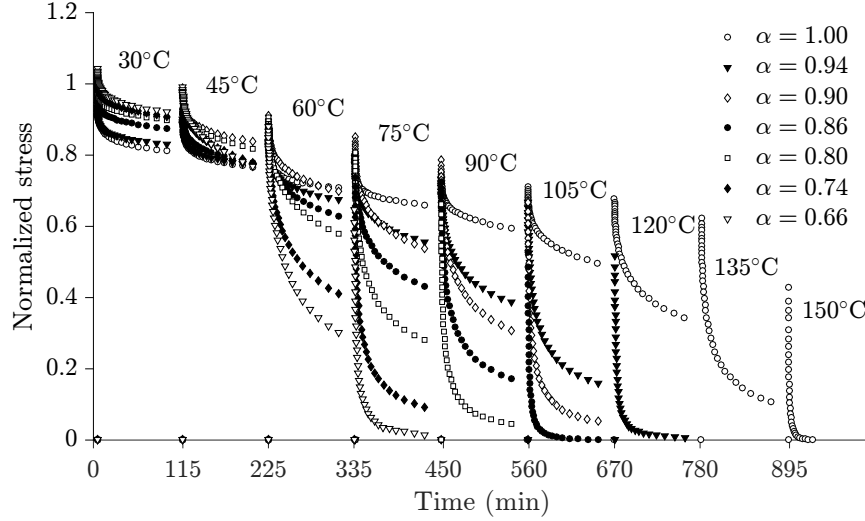 Normalized stress
1.2
1
0.8
0.6
0.4
0.2
0
30°C
45°C
60°C
75°C
90°C
105°C
120°C
135°C
150°C
α = 1.00
α = 0.94
α = 0.90
α = 0.86
α = 0.80
α = 0.74
α = 0.66
0 115 225 335 450 560 670 780 895
Time (min)